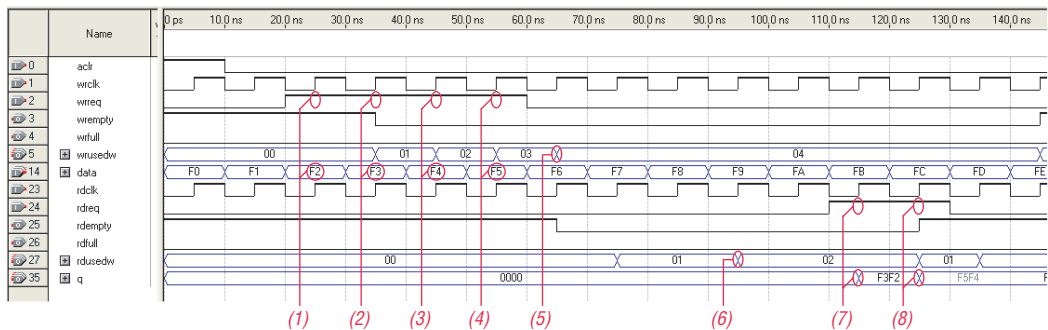 Name
0 ps 10.0 ns 20.0 ns 30.0 ns 40.0 ns 50.0 ns 60.0 ns 70.0 ns 80.0 ns 90.0 ns 100.0 ns 110.0 ns 120.0 ns 130.0 ns 140.0 ns
0 aclr
1 wrclk
2 wrreq
3 wrempty
4 wrfull
5 wrusedw 00 01 02 03 04
14 data F0 F1 F2 F3 F4 F5 F6 F7 F8 F9 FA FB FC FD FE
23 rdclk
24 rdreq
25 rdempty
26 rdfull
27 rdusedw 00 01 02 01
35 q 0000 F3F2 F5F4 F
(1) (2) (3) (4) (5) (6) (7) (8)